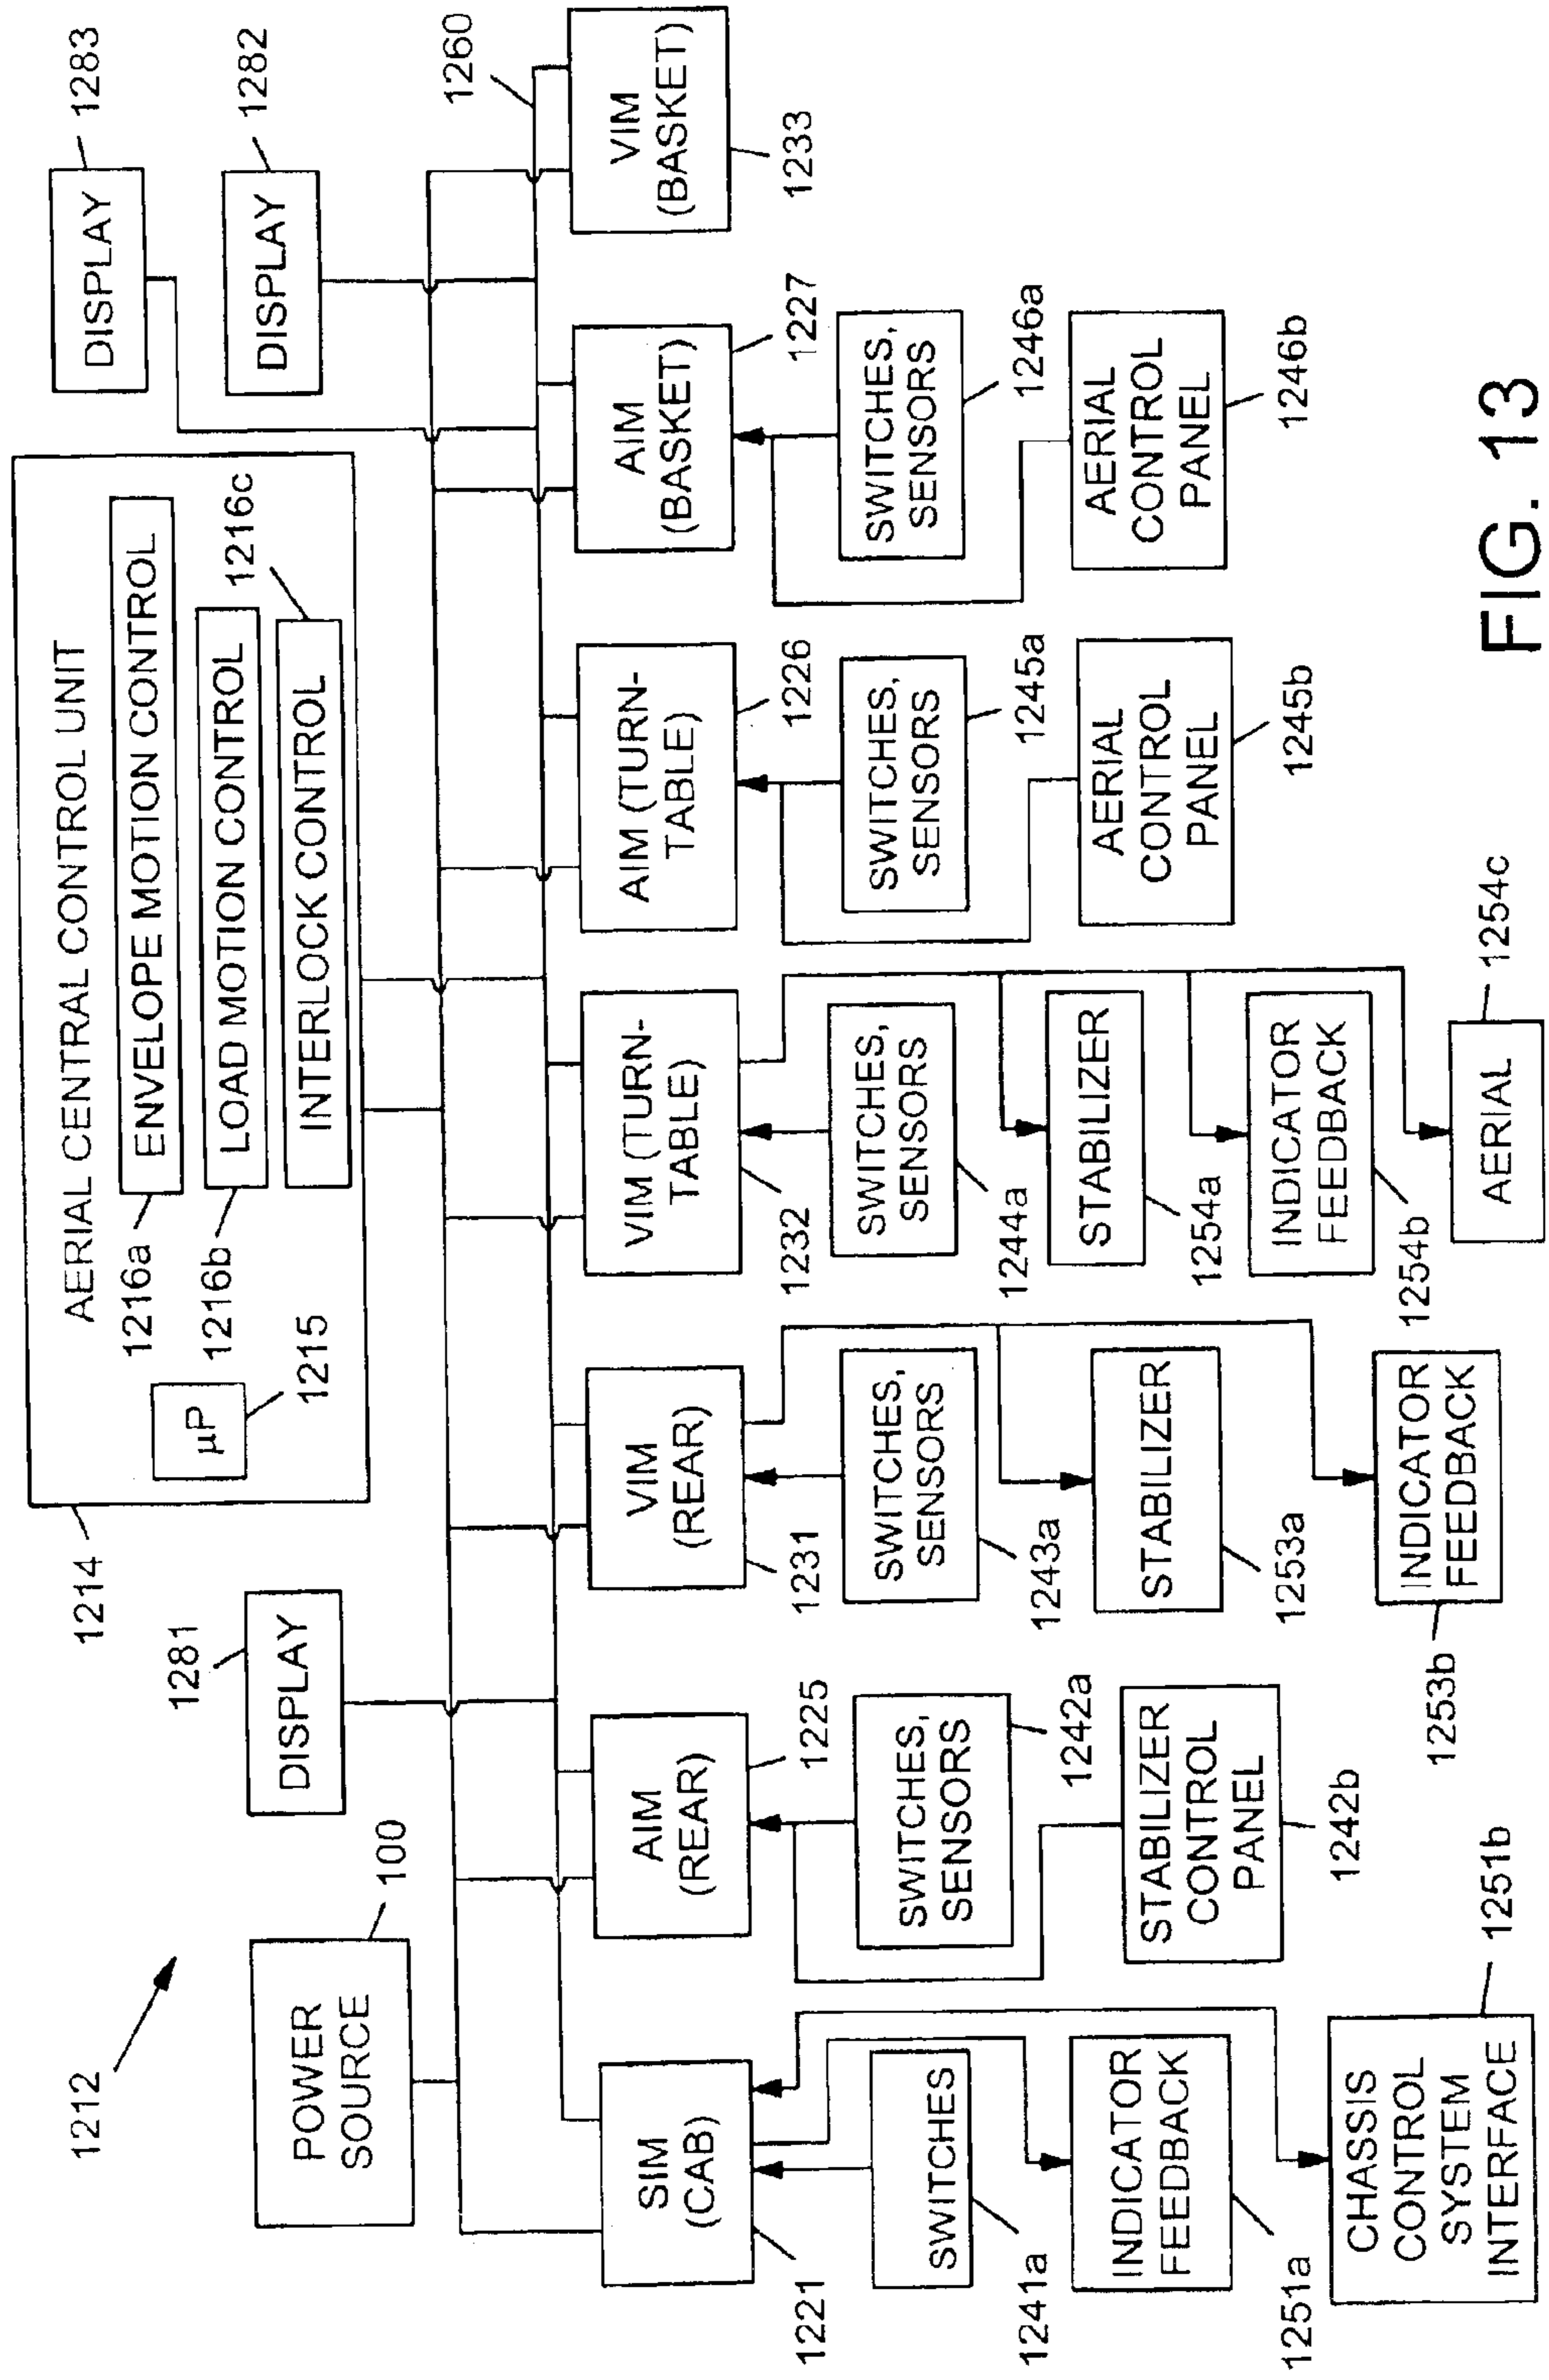 1212
POWER
SOURCE
100
DISPLAY
1281
1214
AERIAL CENTRAL CONTROL UNIT
µP
1215
1216a
ENVELOPE MOTION CONTROL
1216b
LOAD MOTION CONTROL
1216c
INTERLOCK CONTROL
DISPLAY
1283
DISPLAY
1282
1260
SIM
(CAB)
1221
SWITCHES
1241a
INDICATOR
FEEDBACK
1251a
CHASSIS
CONTROL
SYSTEM
INTERFACE
1251b
AIM
(REAR)
1225
SWITCHES,
SENSORS
1242a
STABILIZER
CONTROL
PANEL
1242b
VIM
(REAR)
1231
SWITCHES,
SENSORS
1243a
STABILIZER
1253a
INDICATOR
FEEDBACK
1253b
VIM (TURN-
TABLE)
1232
SWITCHES,
SENSORS
1244a
STABILIZER
1254a
INDICATOR
FEEDBACK
1254b
AERIAL
1254c
AIM (TURN-
TABLE)
1226
SWITCHES,
SENSORS
1245a
AERIAL
CONTROL
PANEL
1245b
AIM
(BASKET)
1227
SWITCHES,
SENSORS
1246a
AERIAL
CONTROL
PANEL
1246b
VIM
(BASKET)
1233
FIG. 13